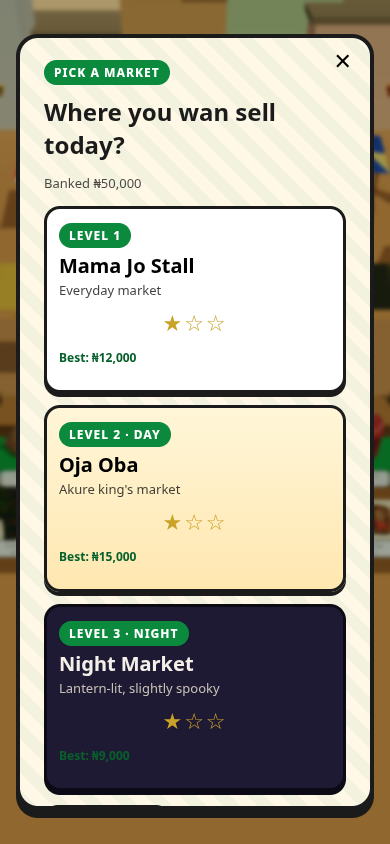 ✕
PICK A MARKET
Where you wan sell
today?
Banked ₦50,000
LEVEL 1
Mama Jo Stall
Everyday market
★☆☆
Best: ₦12,000
LEVEL 2 · DAY
Oja Oba
Akure king's market
★☆☆
Best: ₦15,000
LEVEL 3 · NIGHT
Night Market
Lantern-lit, slightly spooky
★☆☆
Best: ₦9,000